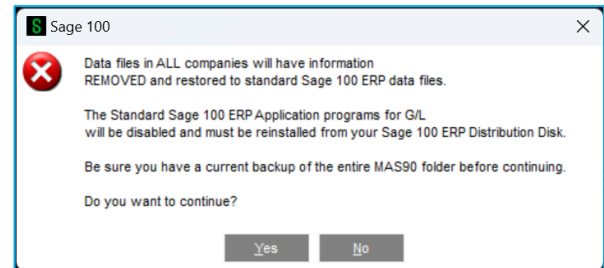 S Sage 100
Data files in ALL companies will have information
REMOVED and restored to standard Sage 100 ERP data files.
The Standard Sage 100 ERP Application programs for G/L
will be disabled and must be reinstalled from your Sage 100 ERP Distribution Disk.
Be sure you have a current backup of the entire MAS90 folder before continuing.
Do you want to continue?
Yes No